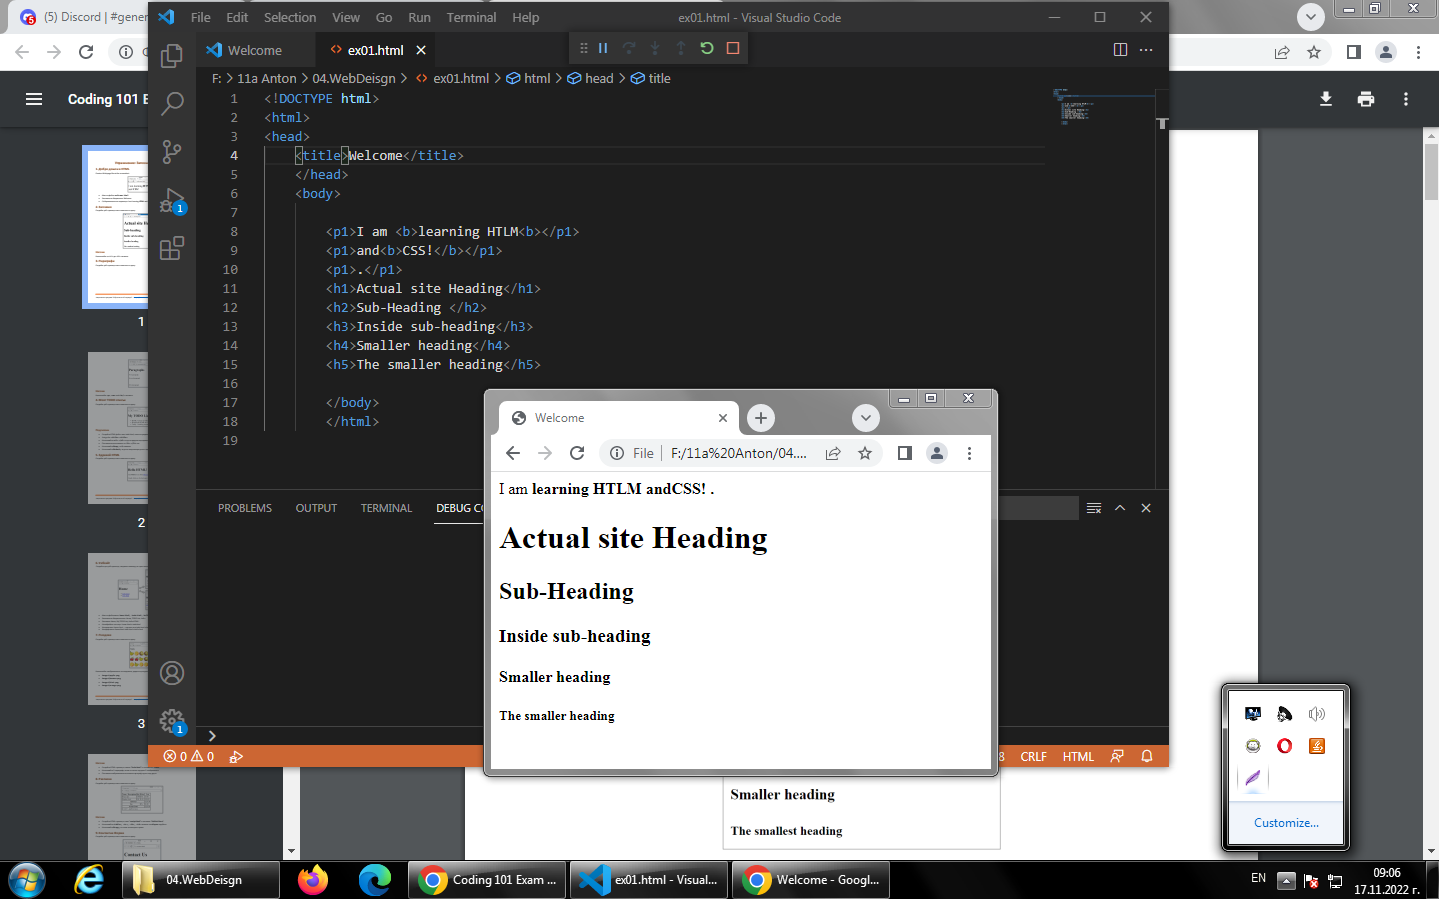 (5) Discord | #gener
File Edit Selection View Go Run Terminal Help
ex01.html - Visual Studio Code
Welcome
ex01.html
F: > 11a Anton > 04.WebDeisgn > ex01.html > html > head > title
Coding 101 E
1 <!DOCTYPE html>
2 <html>
3 <head>
4 <title>Welcome</title>
5 </head>
6 <body>
7
8 <p1>I am <b>learning HTLM<b></p1>
9 <p1>and<b>CSS!</b></p1>
10 <p1>.</p1>
11 <h1>Actual site Heading</h1>
12 <h2>Sub-Heading </h2>
13 <h3>Inside sub-heading</h3>
14 <h4>Smaller heading</h4>
15 <h5>The smaller heading</h5>
16
17 </body>
18 </html>
19
1
1
2
3
1
PROBLEMS OUTPUT TERMINAL DEBUG CO
Welcome
File | F:/11a%20Anton/04....
I am learning HTLM andCSS! .
Actual site Heading
Sub-Heading
Inside sub-heading
Smaller heading
The smaller heading
0 0
8 CRLF HTML
Smaller heading
The smallest heading
Customize...
04.WebDeisgn
Coding 101 Exam ...
ex01.html - Visual...
Welcome - Googl...
EN
09:06
17.11.2022 г.